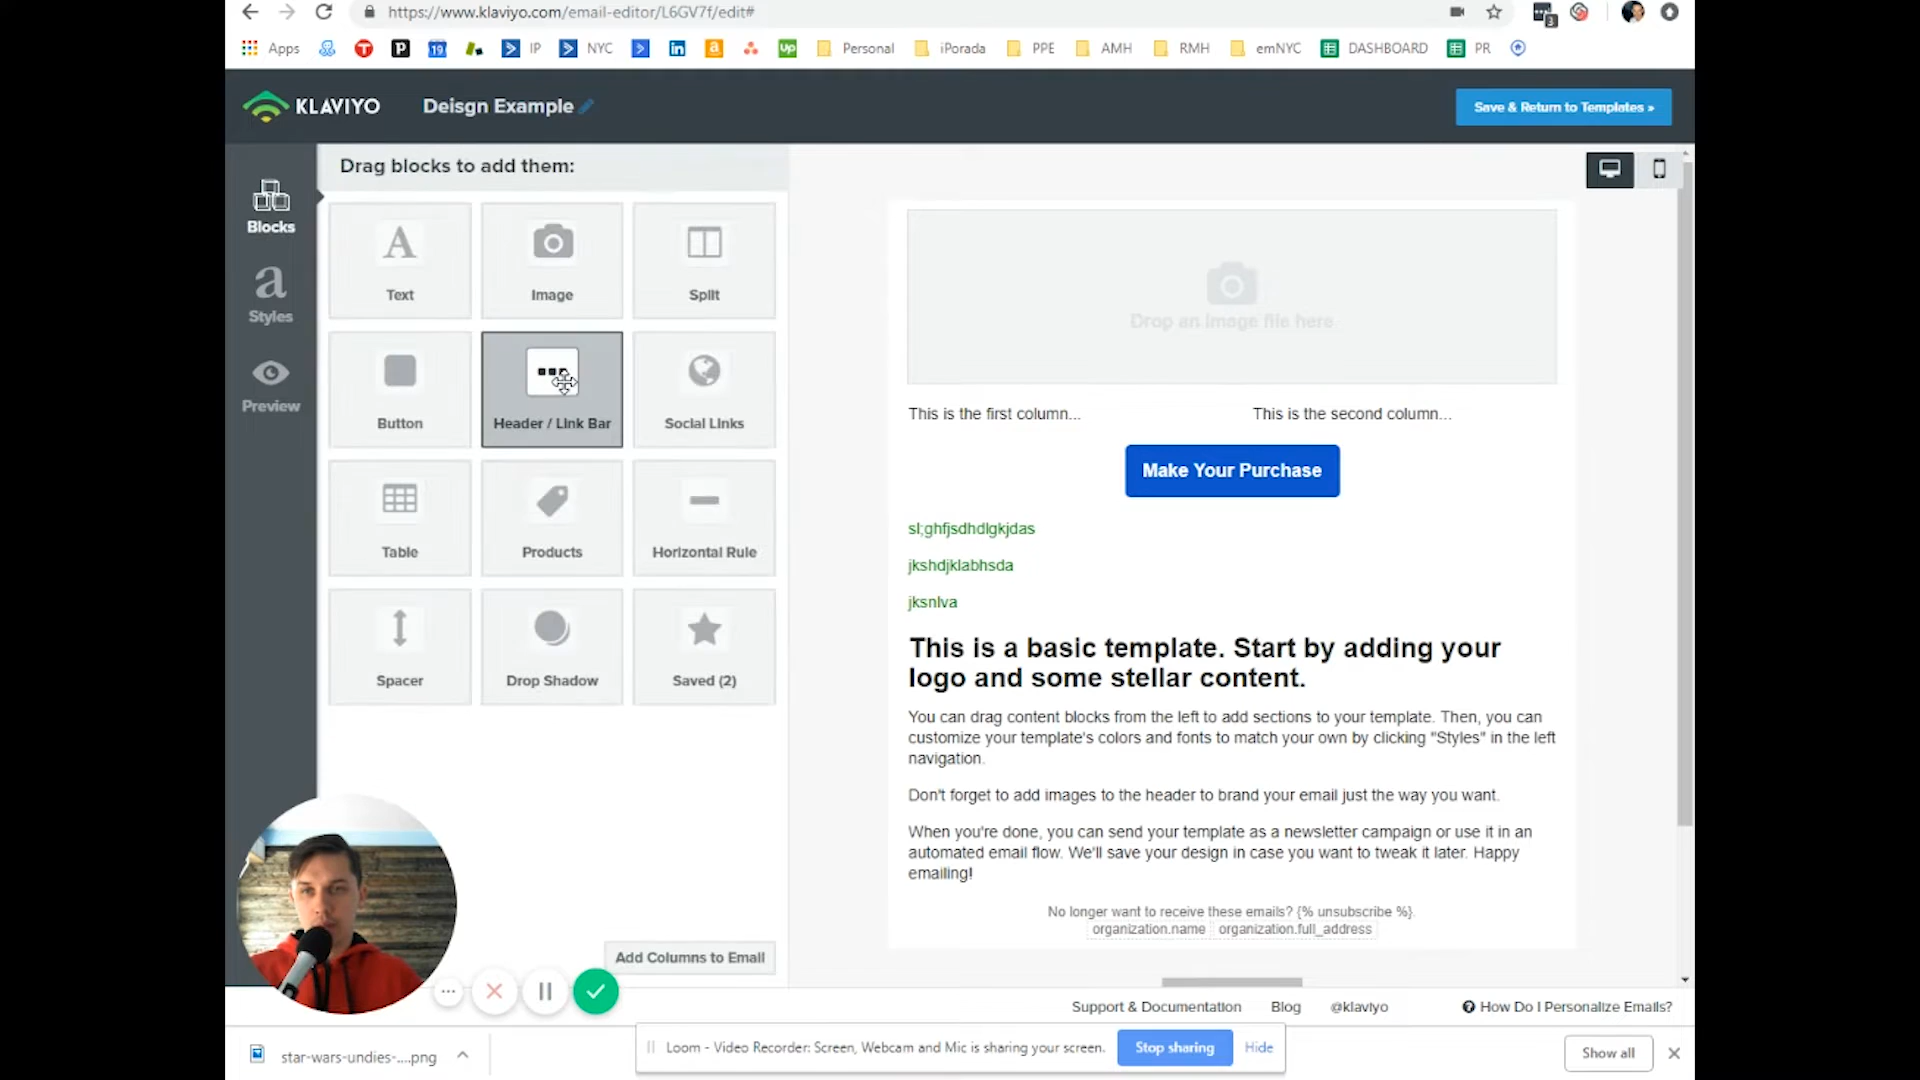 https://www.klaviyo.com/email-editor/L6GV7f/edit#
3
Apps
19
IP
NYC
in
a
up
Personal
iPorada
PPE
AMH
RMH
emNYC
DASHBOARD
PR
KLAVIYO
Deisgn Example
Save & Return to Templates »
Drag blocks to add them:
Blocks
Styles
Preview
Text
Image
Split
Button
Header / Link Bar
Social Links
Table
Products
Horizontal Rule
Spacer
Drop Shadow
Saved (2)
Add Columns to Email
Drop an image file here
This is the first column...
This is the second column...
Make Your Purchase
sl;ghfjsdhdlgkjdas
jkshdjklabhsda
jksnlva
This is a basic template. Start by adding your
logo and some stellar content.
You can drag content blocks from the left to add sections to your template. Then, you can
customize your template's colors and fonts to match your own by clicking "Styles" in the left
navigation.
Don't forget to add images to the header to brand your email just the way you want.
When you're done, you can send your template as a newsletter campaign or use it in an
automated email flow. We'll save your design in case you want to tweak it later. Happy
emailing!
No longer want to receive these emails? {% unsubscribe %}.
organization.name organization.full_address
Support & Documentation
Blog
@klaviyo
How Do I Personalize Emails?
star-wars-undies-....png
Loom - Video Recorder: Screen, Webcam and Mic is sharing your screen.
Stop sharing
Hide
Show all